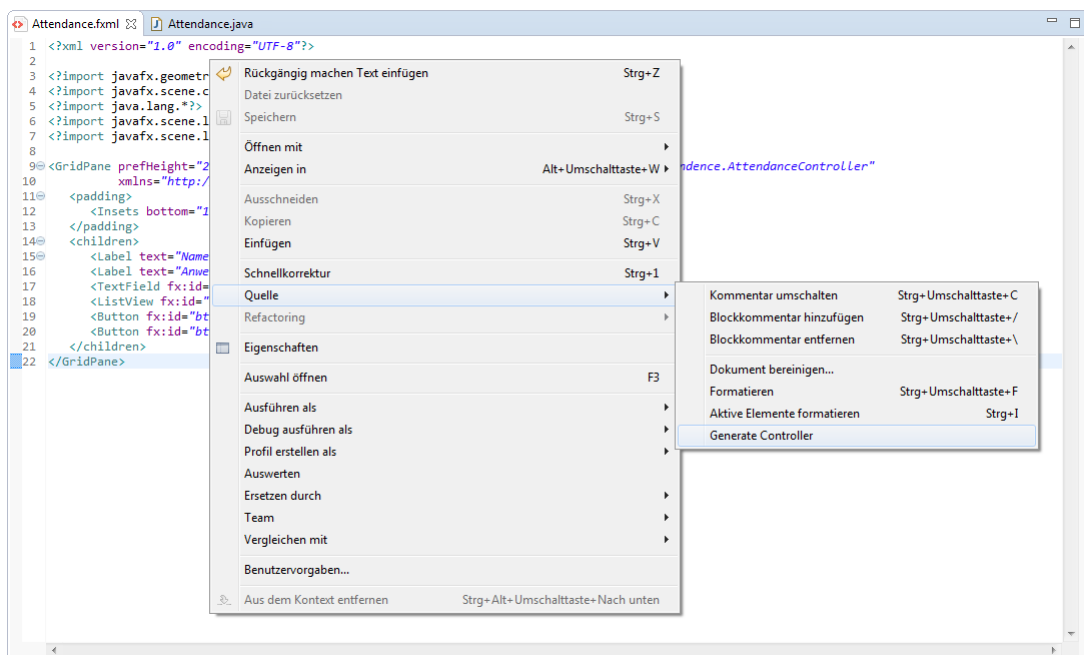 Attendance.fxml
Attendance.java
1 <?xml version="1.0" encoding="UTF-8"?>
2
3 <?import javafx.geometr
4 <?import javafx.scene.c
5 <?import java.lang.*?>
6 <?import javafx.scene.l
7 <?import javafx.scene.l
8
9 <GridPane prefHeight="2 ndence.AttendanceController"
10 xmlns="http:/
11 <padding>
12 <Insets bottom="1
13 </padding>
14 <children>
15 <Label text="Name
16 <Label text="Anwe
17 <TextField fx:id=
18 <ListView fx:id="
19 <Button fx:id="bt
20 <Button fx:id="bt
21 </children>
22 </GridPane>
Rückgängig machen Text einfügen Strg+Z
Datei zurücksetzen
Speichern Strg+S
Öffnen mit
Anzeigen in Alt+Umschalttaste+W
Ausschneiden Strg+X
Kopieren Strg+C
Einfügen Strg+V
Schnellkorrektur Strg+1
Quelle
Refactoring
Eigenschaften
Auswahl öffnen F3
Ausführen als
Debug ausführen als
Profil erstellen als
Auswerten
Ersetzen durch
Team
Vergleichen mit
Benutzervorgaben...
Aus dem Kontext entfernen Strg+Alt+Umschalttaste+Nach unten
Kommentar umschalten Strg+Umschalttaste+C
Blockkommentar hinzufügen Strg+Umschalttaste+/
Blockkommentar entfernen Strg+Umschalttaste+\
Dokument bereinigen...
Formatieren Strg+Umschalttaste+F
Aktive Elemente formatieren Strg+I
Generate Controller